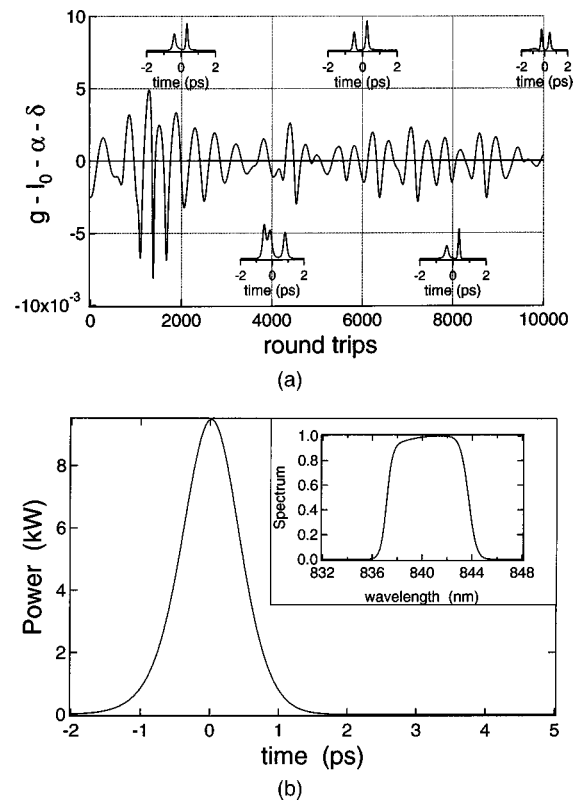 10
5
0
-5
-10x10⁻³
g - l₀ - α - δ
-2 0 2
time (ps)
-2 0 2
time (ps)
-2 0 2
time (ps)
-2 0 2
time (ps)
-2 0 2
time (ps)
0 2000 4000 6000 8000 10000
round trips
(a)
8
6
4
2
0
Power (kW)
1.0
0.8
0.6
0.4
0.2
0.0
Spectrum
832 836 840 844 848
wavelength (nm)
-2 -1 0 1 2 3 4 5
time (ps)
(b)